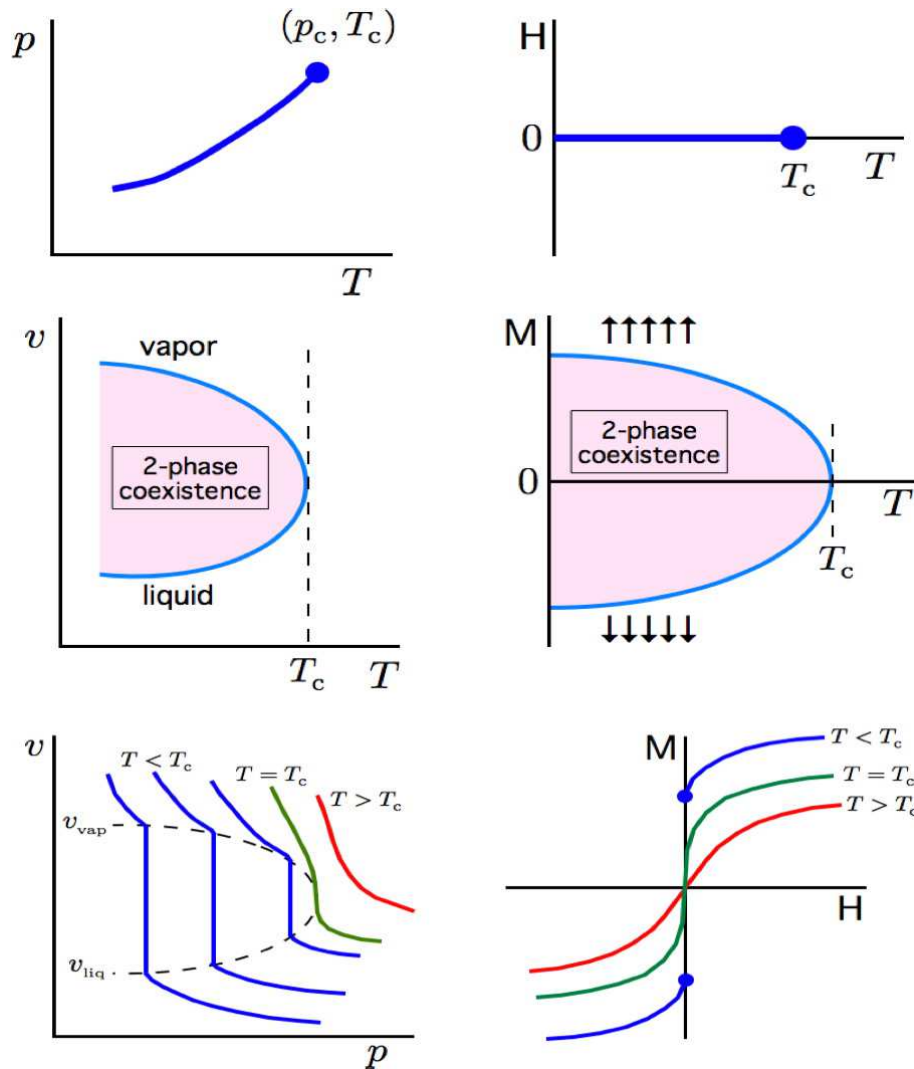 p
(p_c, T_c)
T
H
0
T_c
T
v
vapor
2-phase
coexistence
liquid
T_c
T
M
↑↑↑↑↑
2-phase
coexistence
0
T
T_c
↓↓↓↓↓
v
T < T_c
T = T_c
T > T_c
v_vap
v_liq
p
M
T < T_c
T = T_c
T > T_c
H